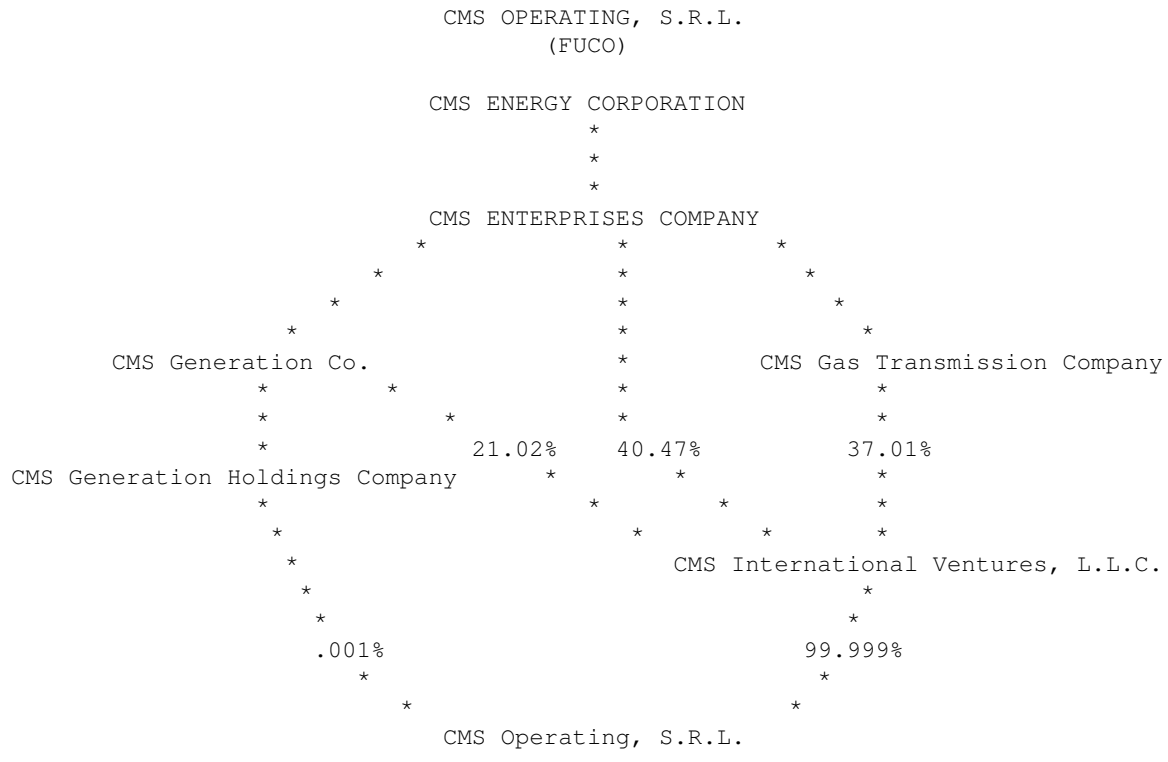 CMS OPERATING, S.R.L.
(FUCO)
CMS ENERGY CORPORATION
*
*
*
CMS ENTERPRISES COMPANY
* * *
* * *
* * *
* * *
CMS Generation Co. * CMS Gas Transmission Company
* * * *
* * * *
* 21.02% 40.47% 37.01%
CMS Generation Holdings Company * * *
* * * *
* * * *
* CMS International Ventures, L.L.C.
* *
* *
.001% 99.999%
* *
* *
CMS Operating, S.R.L.